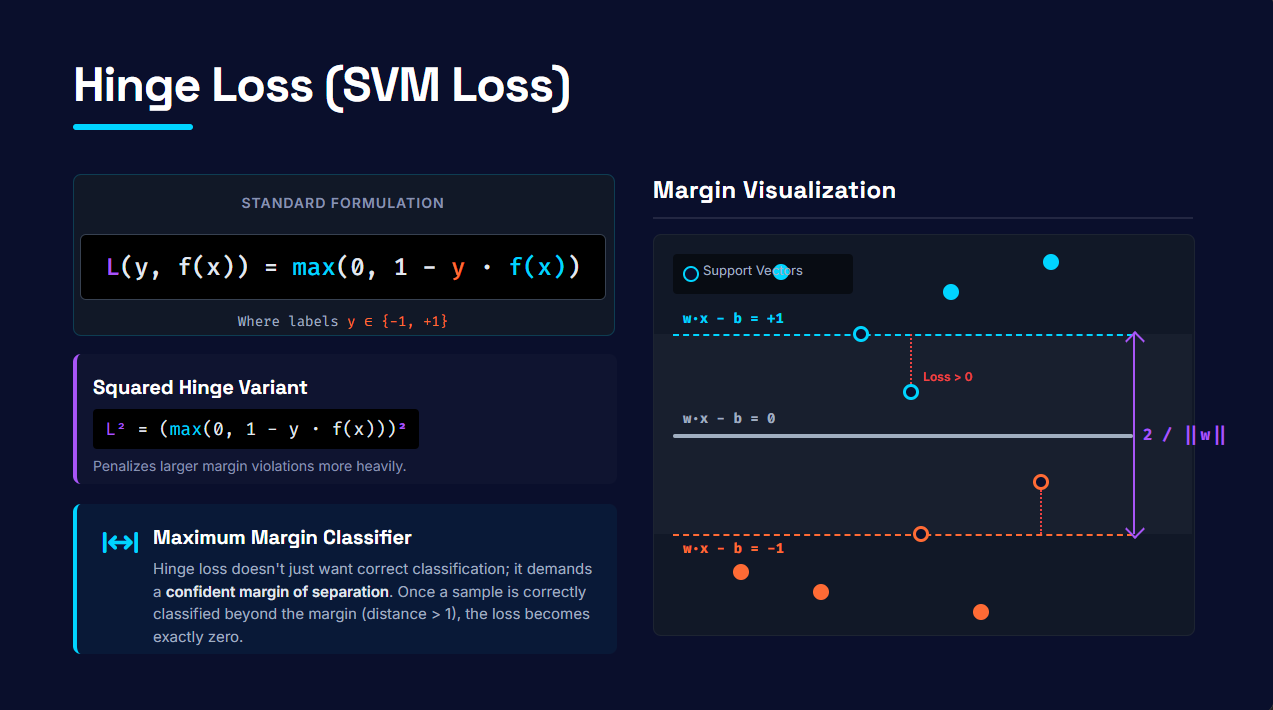 Hinge Loss (SVM Loss)
STANDARD FORMULATION
L(y, f(x)) = max(0, 1 - y · f(x))
Where labels y ∈ {-1, +1}
Squared Hinge Variant
L² = (max(0, 1 - y · f(x)))²
Penalizes larger margin violations more heavily.
Maximum Margin Classifier
Hinge loss doesn't just want correct classification; it demands
a confident margin of separation. Once a sample is correctly
classified beyond the margin (distance > 1), the loss becomes
exactly zero.
Margin Visualization
Support Vectors
w·x - b = +1
Loss > 0
w·x - b = 0
2 / ||w||
w·x - b = -1